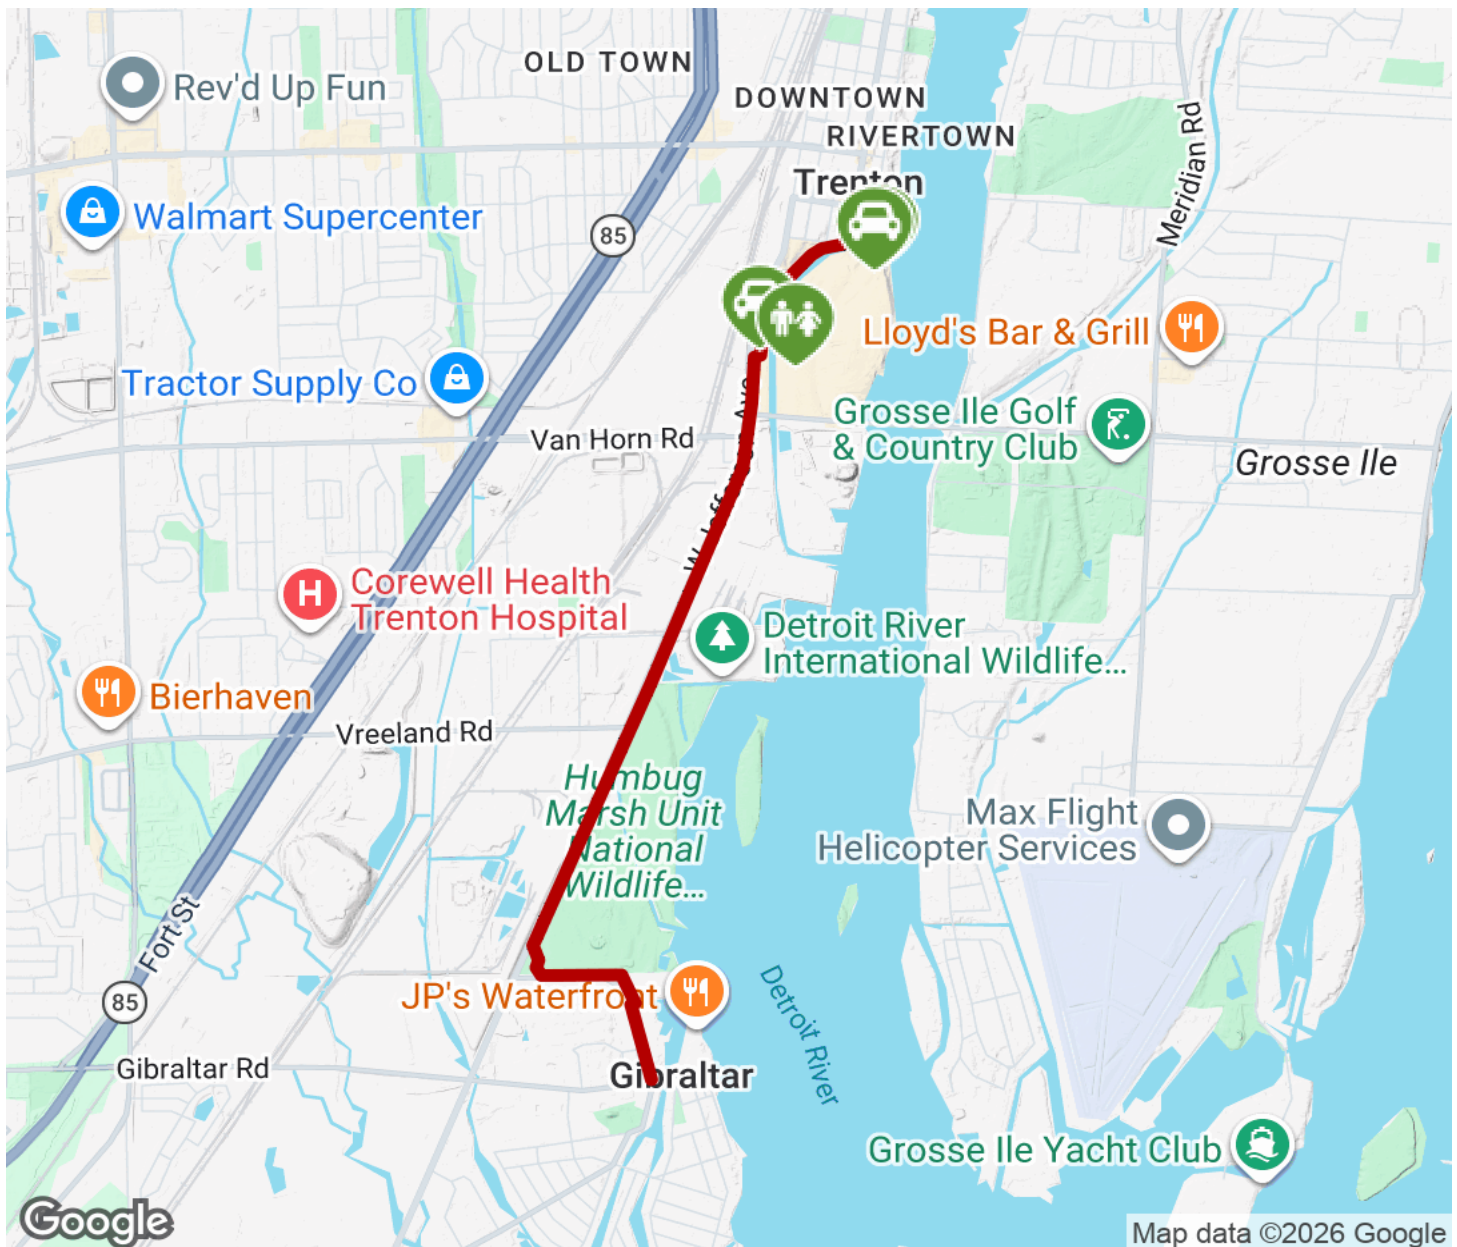 OLD TOWN
Rev'd Up Fun
DOWNTOWN
RIVERTOWN
Trenton
Meridian Rd
Walmart Supercenter
85
Lloyd's Bar & Grill
Tractor Supply Co
Grosse Ile Golf
& Country Club
Van Horn Rd
Grosse Ile
W Jefferson Ave
Corewell Health
Trenton Hospital
H
Detroit River
International Wildlife...
Bierhaven
Vreeland Rd
Humbug
Marsh Unit
National
Wildlife...
Max Flight
Helicopter Services
Fort St
85
JP's Waterfront
Detroit River
Gibraltar Rd
Gibraltar
Grosse Ile Yacht Club
Google
Map data ©2026 Google